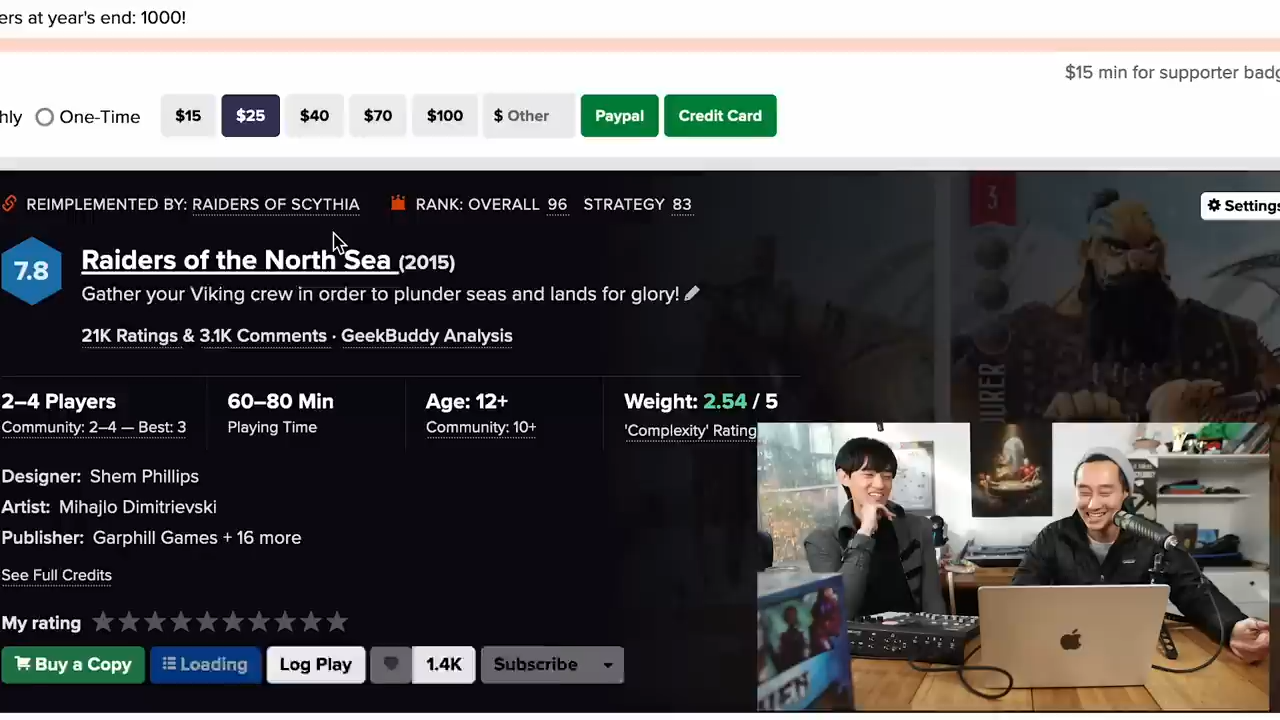 ers at year's end: 1000!
$15 min for supporter badg
hly One-Time $15 $25 $40 $70 $100 $ Other Paypal Credit Card
REIMPLEMENTED BY: RAIDERS OF SCYTHIA RANK: OVERALL 96 STRATEGY 83
Settings
3
7.8
Raiders of the North Sea (2015)
Gather your Viking crew in order to plunder seas and lands for glory!
21K Ratings & 3.1K Comments · GeekBuddy Analysis
2–4 Players 60–80 Min Age: 12+ Weight: 2.54 / 5
Community: 2–4 — Best: 3 Playing Time Community: 10+ 'Complexity' Rating
Designer: Shem Phillips
Artist: Mihajlo Dimitrievski
Publisher: Garphill Games + 16 more
See Full Credits
My rating
Buy a Copy Loading Log Play 1.4K Subscribe